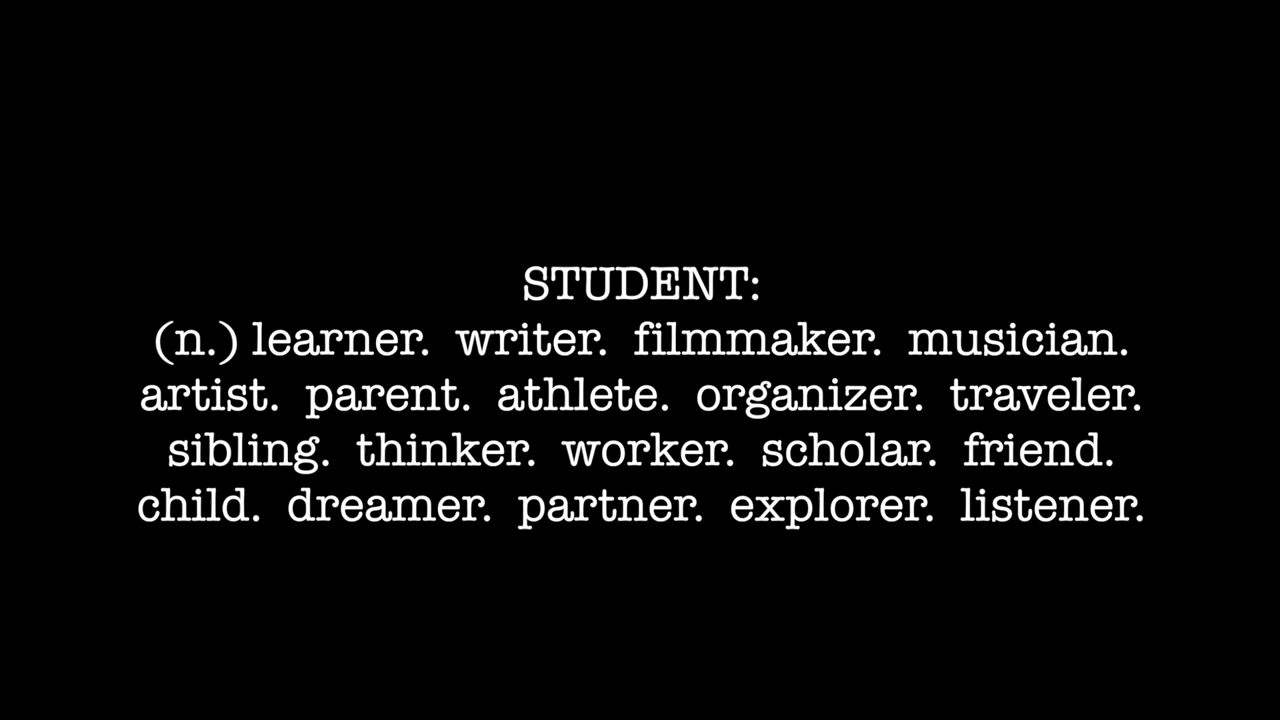 STUDENT:
(n.) learner. writer. filmmaker. musician.
artist. parent. athlete. organizer. traveler.
sibling. thinker. worker. scholar. friend.
child. dreamer. partner. explorer. listener.